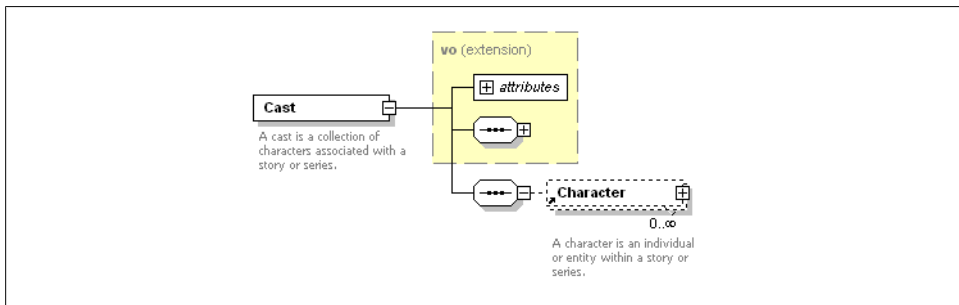 vo (extension)
attributes
Cast
A cast is a collection of
characters associated with a
story or series.
Character
0..∞
A character is an individual
or entity within a story or
series.